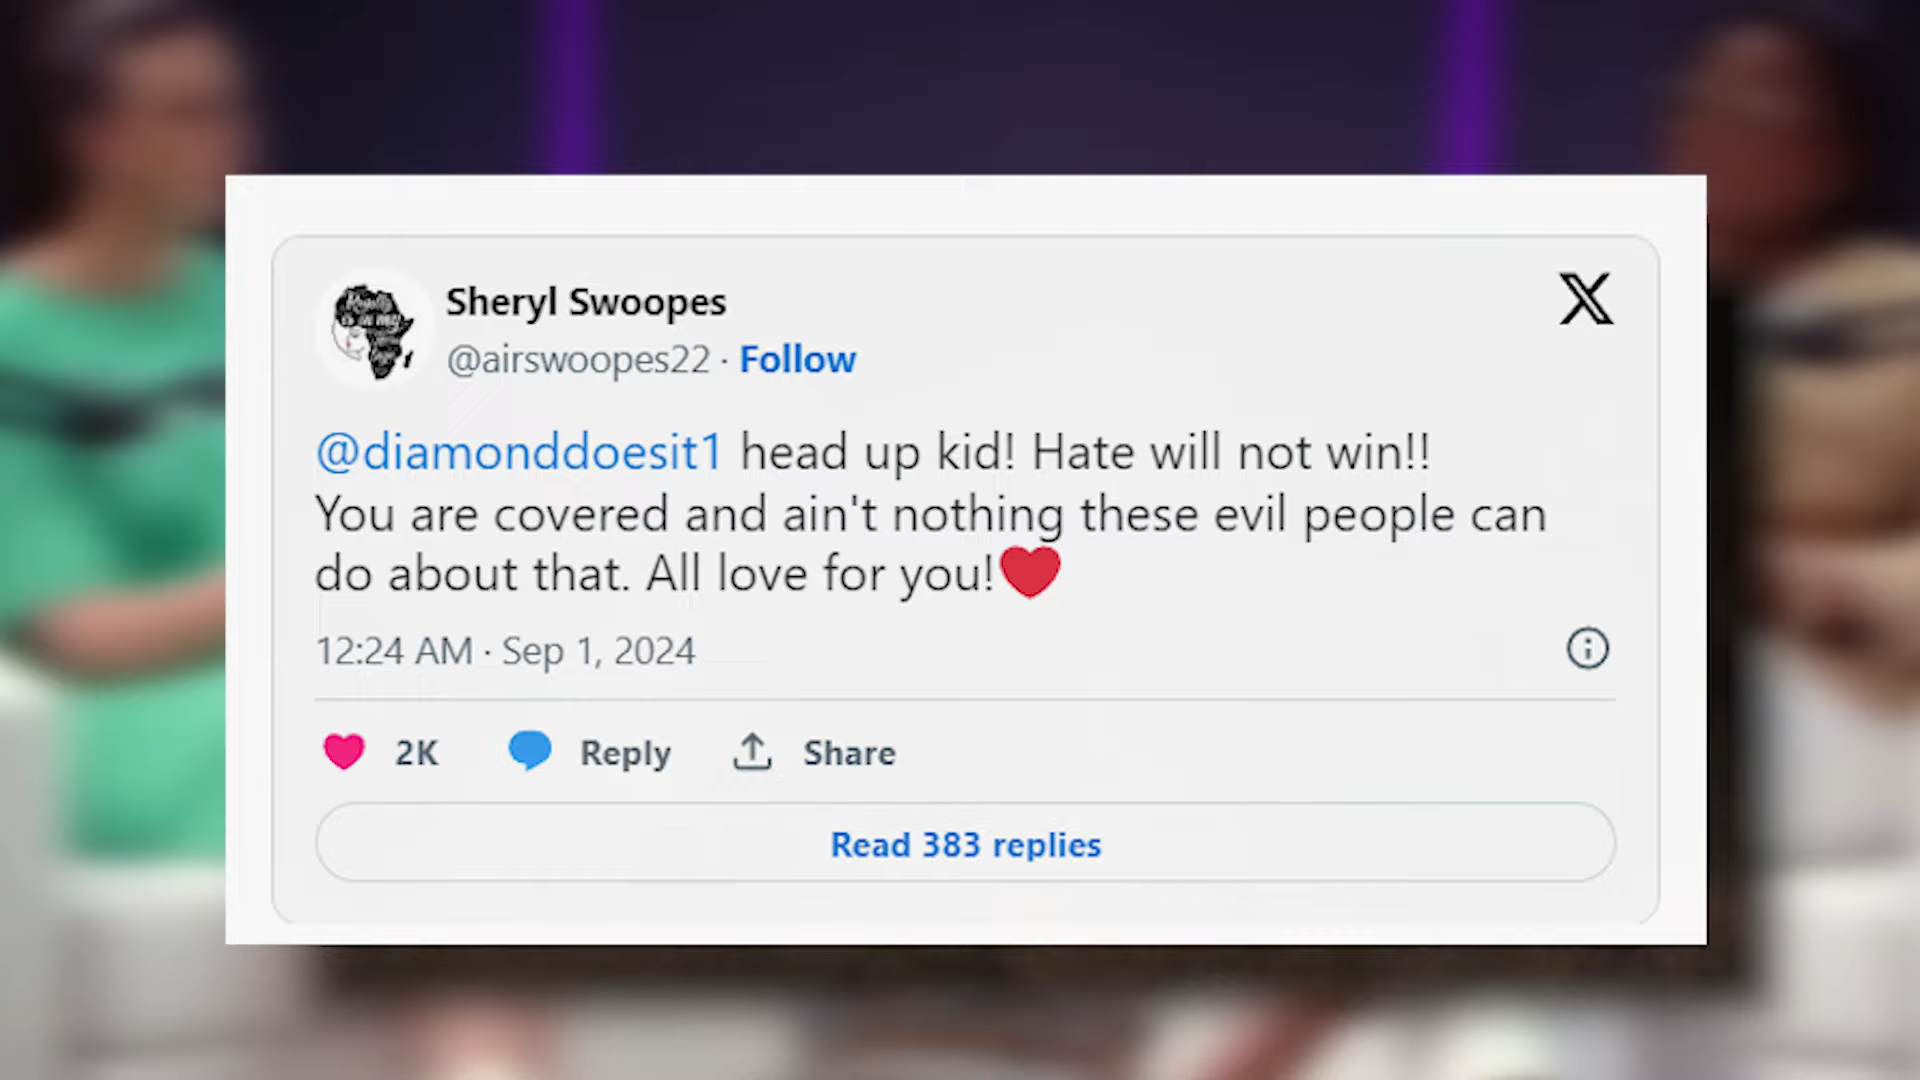 Sheryl Swoopes
@airswoopes22 · Follow
@diamonddoesit1 head up kid! Hate will not win!!
You are covered and ain't nothing these evil people can
do about that. All love for you!❤️
12:24 AM · Sep 1, 2024
2K Reply Share
Read 383 replies